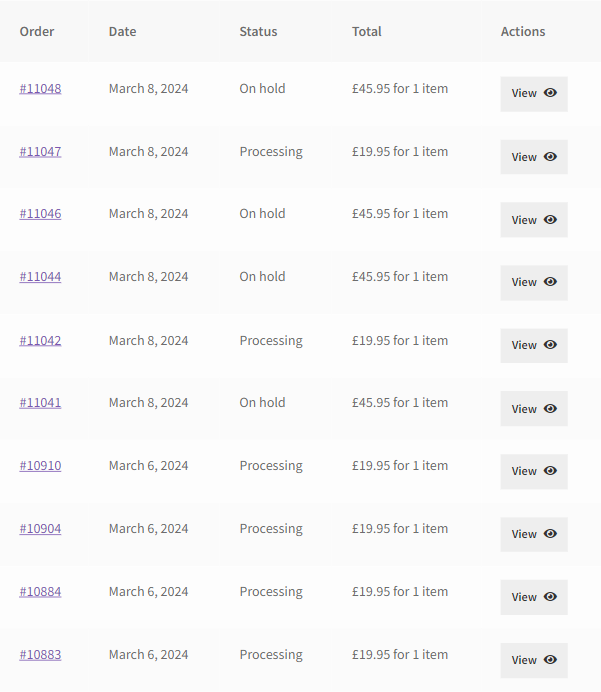 Order Date Status Total Actions
#11048 March 8, 2024 On hold £45.95 for 1 item View
#11047 March 8, 2024 Processing £19.95 for 1 item View
#11046 March 8, 2024 On hold £45.95 for 1 item View
#11044 March 8, 2024 On hold £45.95 for 1 item View
#11042 March 8, 2024 Processing £19.95 for 1 item View
#11041 March 8, 2024 On hold £45.95 for 1 item View
#10910 March 6, 2024 Processing £19.95 for 1 item View
#10904 March 6, 2024 Processing £19.95 for 1 item View
#10884 March 6, 2024 Processing £19.95 for 1 item View
#10883 March 6, 2024 Processing £19.95 for 1 item View